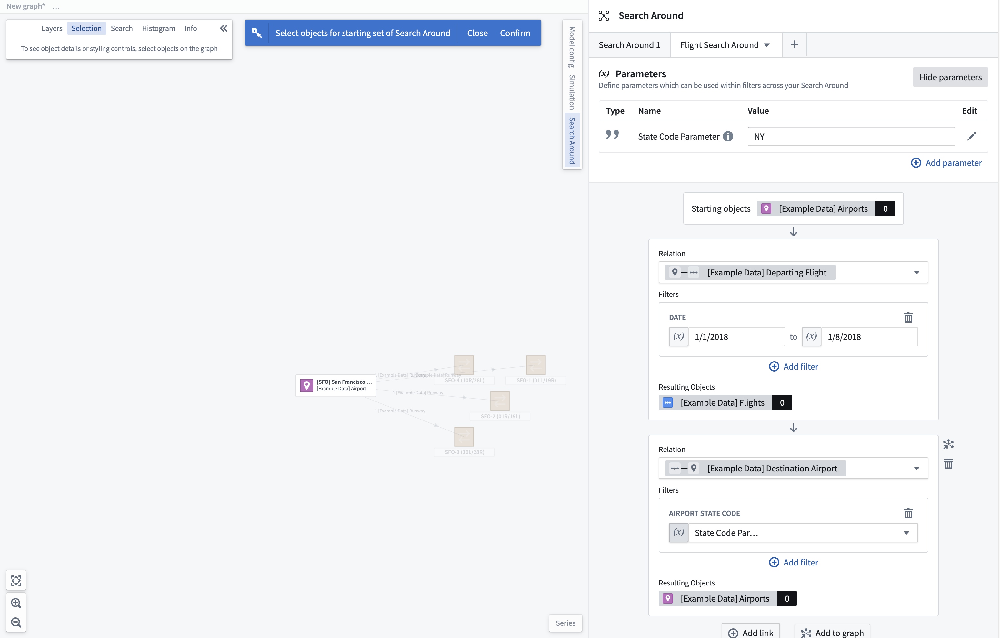 New graph*
...
Layers Selection Search Histogram Info
To see object details or styling controls, select objects on the graph
Select objects for starting set of Search Around
Close
Confirm
Model config
Simulation
Search Around
[SFO] San Francisco ...
[Example Data] Airport
1 [Example Data] Runway
SFO-4 (10R/28L)
SFO-1 (01L/19R)
1 [Example Data] Runway
SFO-2 (01R/19L)
1 [Example Data] Runway
SFO-3 (10L/28R)
Series
Search Around
Search Around 1
Flight Search Around
(x) Parameters
Define parameters which can be used within filters across your Search Around
Hide parameters
Type Name Value Edit
State Code Parameter
NY
Add parameter
Starting objects [Example Data] Airports 0
Relation
[Example Data] Departing Flight
Filters
DATE
(x) 1/1/2018 to (x) 1/8/2018
Add filter
Resulting Objects
[Example Data] Flights 0
Relation
[Example Data] Destination Airport
Filters
AIRPORT STATE CODE
(x) State Code Par...
Add filter
Resulting Objects
[Example Data] Airports 0
Add link
Add to graph